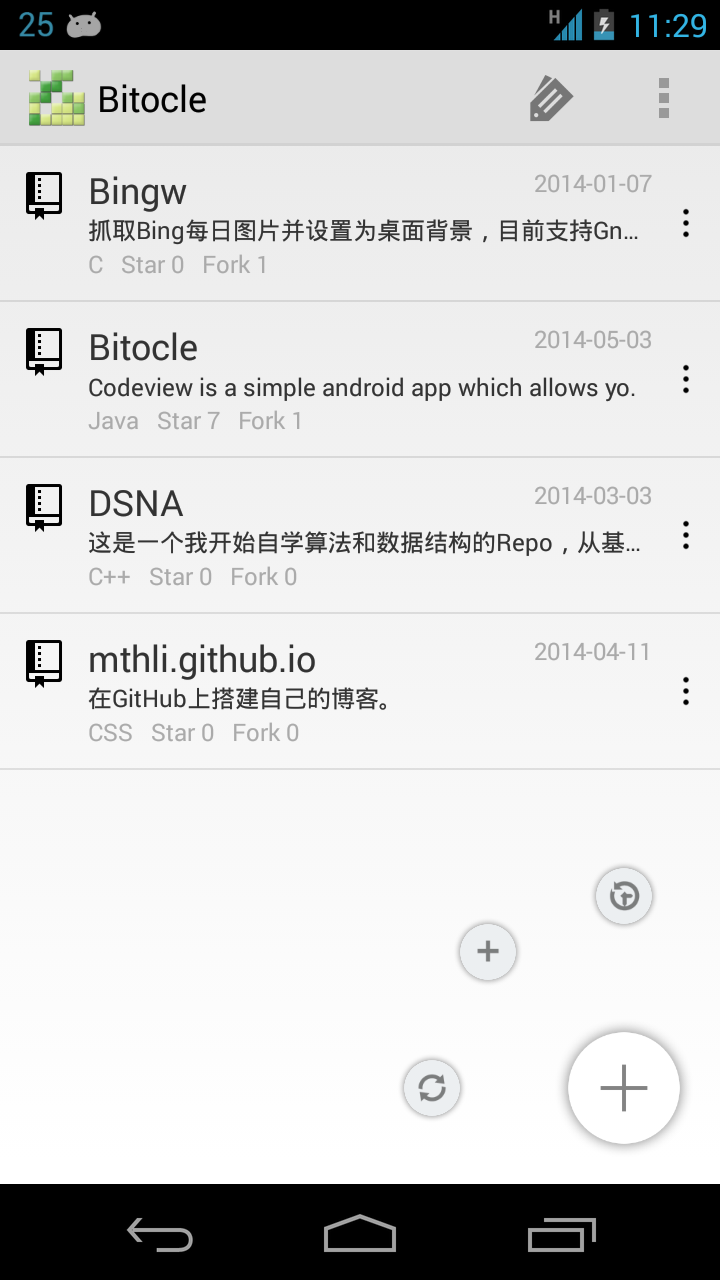 25 H 11:29
Bitocle
Bingw 2014-01-07
抓取Bing每日图片并设置为桌面背景，目前支持Gn...
C Star 0 Fork 1
Bitocle 2014-05-03
Codeview is a simple android app which allows yo.
Java Star 7 Fork 1
DSNA 2014-03-03
这是一个我开始自学算法和数据结构的Repo，从基...
C++ Star 0 Fork 0
mthli.github.io 2014-04-11
在GitHub上搭建自己的博客。
CSS Star 0 Fork 0